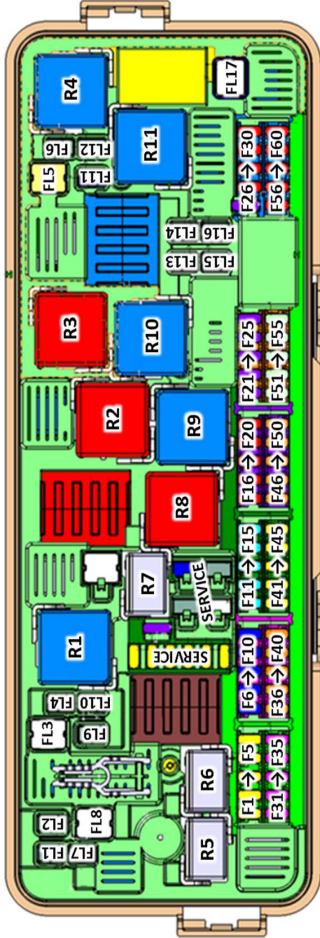 R4
FL17
FL6
FL12
R11
F30
F60
FL5
FL11
F26
F56
FL14
FL16
FL13
FL15
R3
R10
F25
F55
F21
F51
R2
R9
F20
F50
F16
F46
R8
F15
F45
R7
SERVICE
F11
F41
R1
SERVICE
F10
F40
FL4
FL10
F6
F36
FL3
FL9
R6
F5
F35
FL2
FL8
F1
F31
FL1
FL7
R5